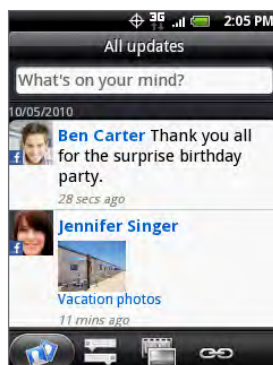 3G 2:05 PM
All updates
What's on your mind?
10/05/2010
Ben Carter Thank you all
for the surprise birthday
party.
28 secs ago
Jennifer Singer
Vacation photos
11 mins ago